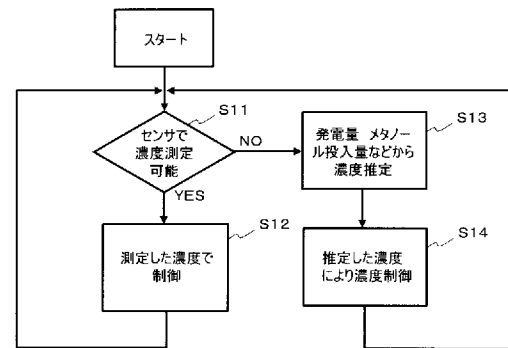 スタート
S11
センサで
濃度測定
可能
NO
YES
S13
発電量 メタノー
ル投入量などから
濃度推定
S12
測定した濃度で
制御
S14
推定した濃度
により濃度制御